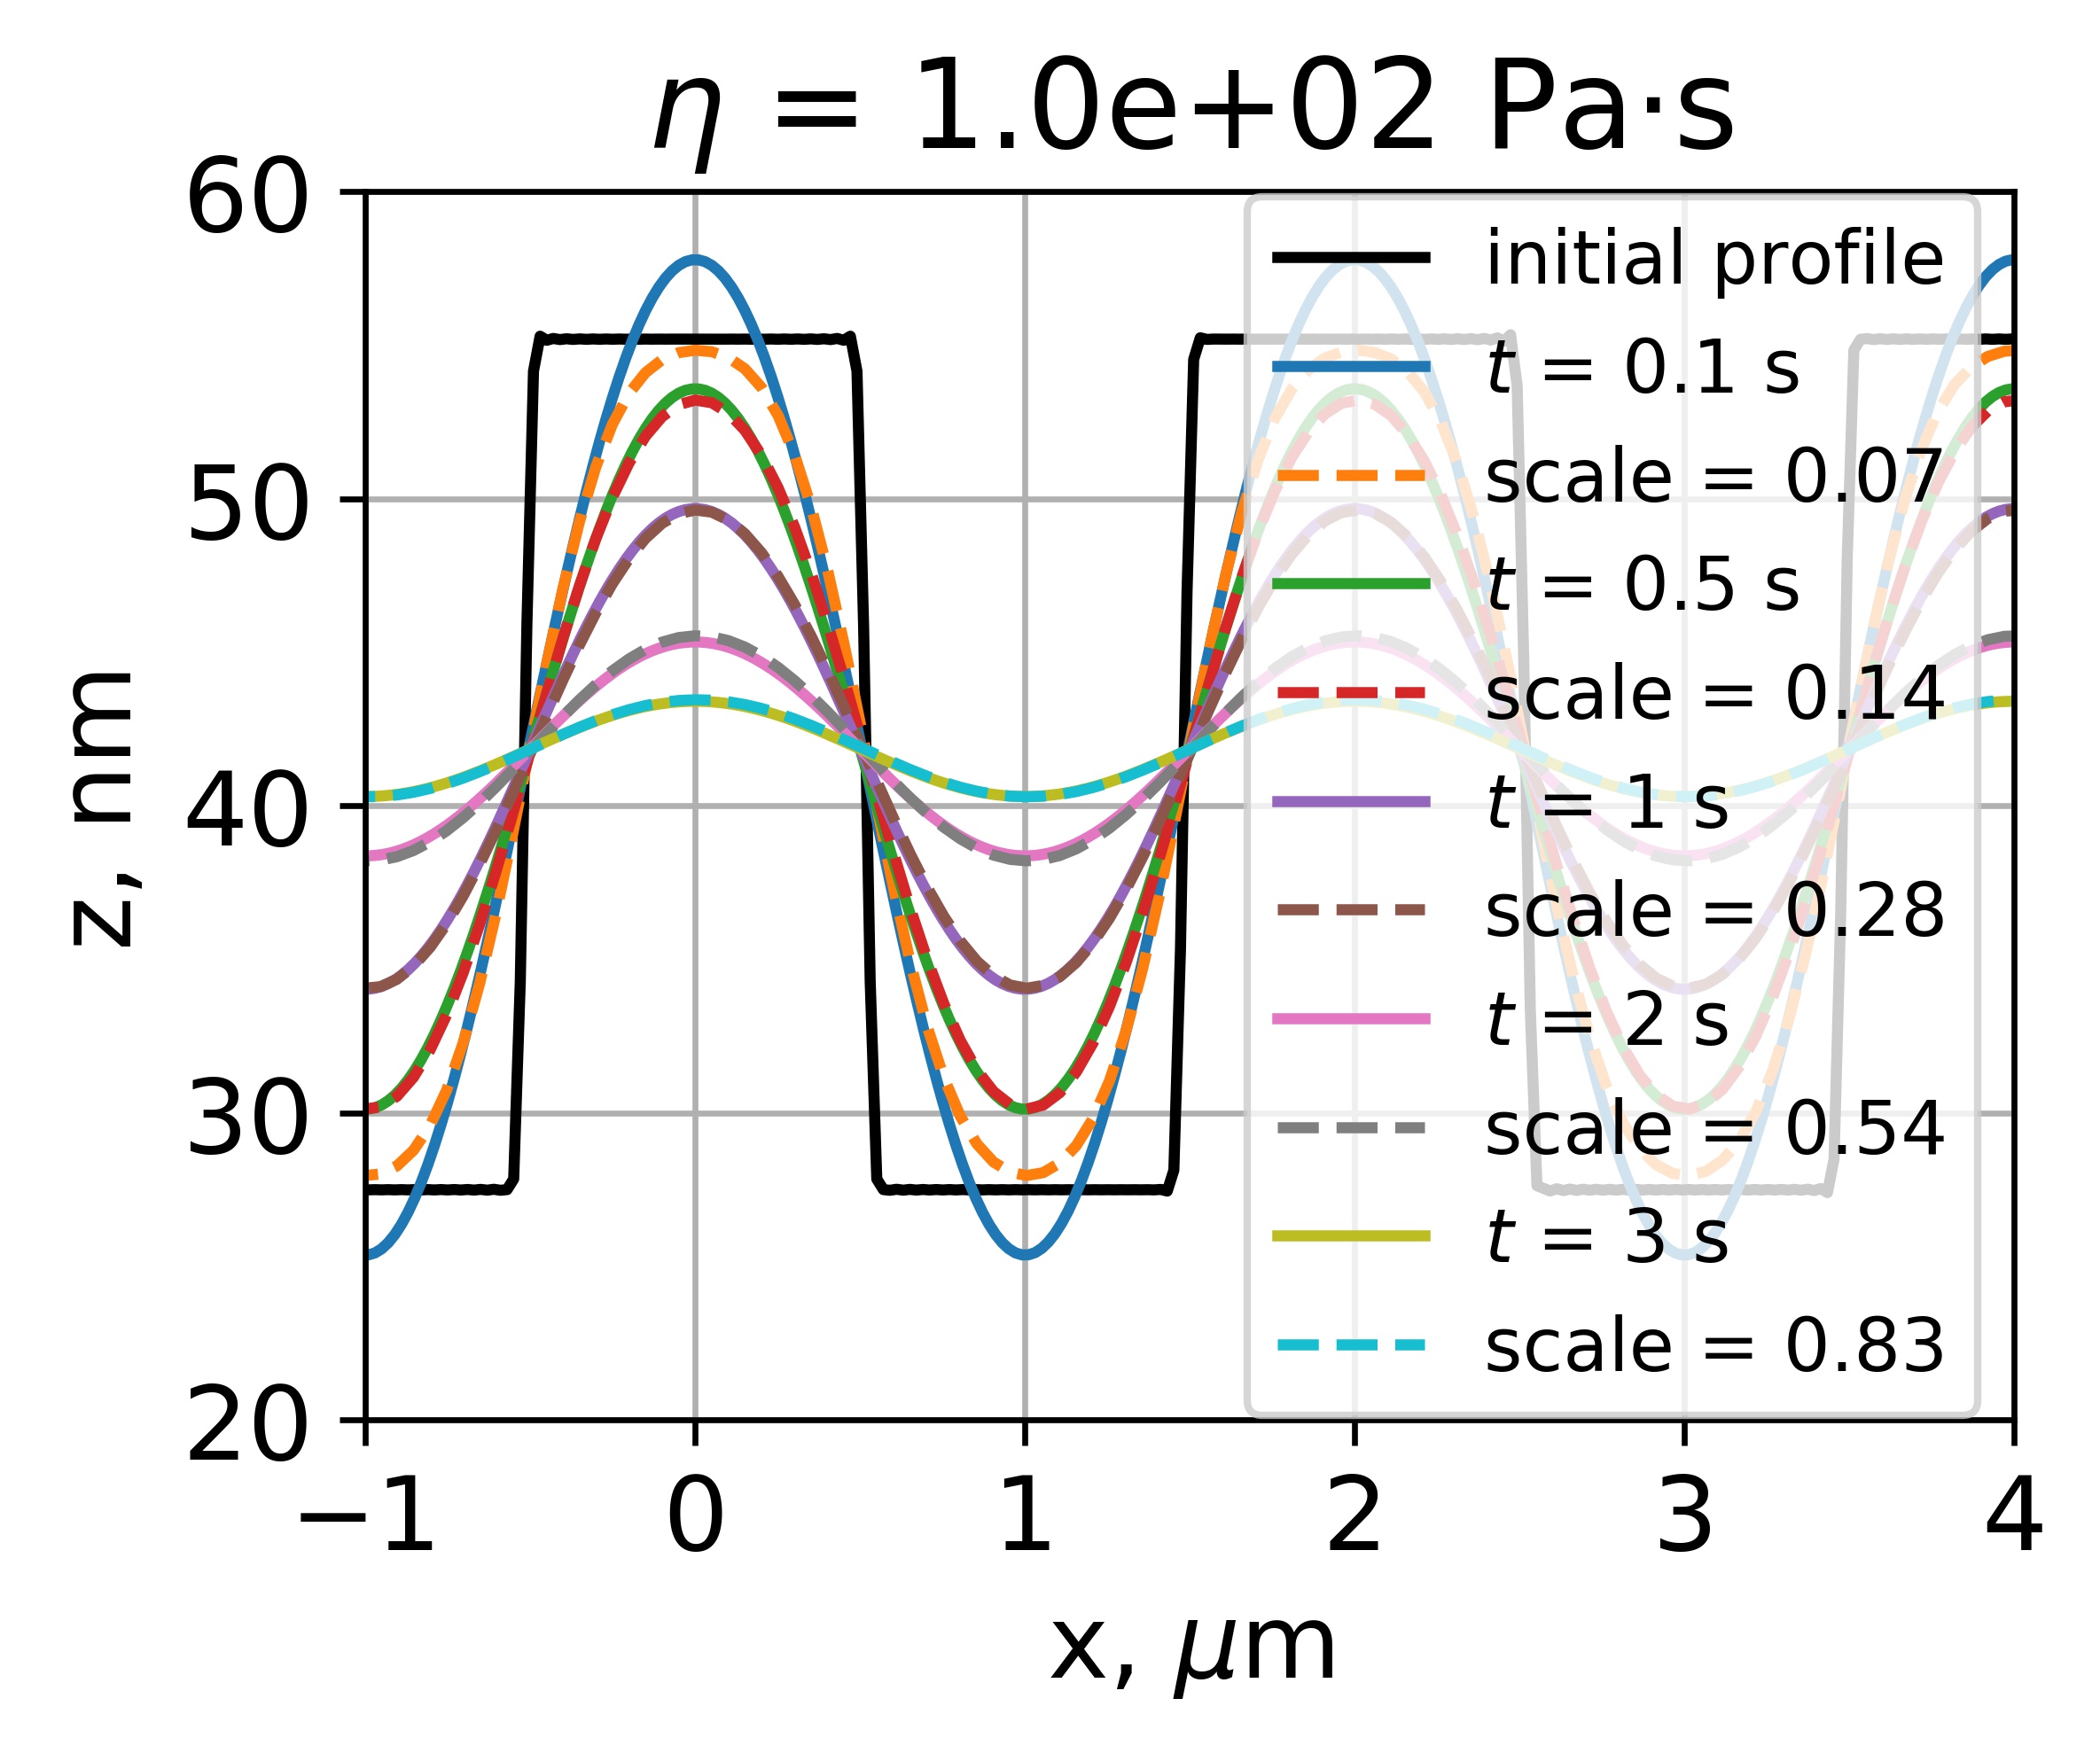 η = 1.0e+02 Pa·s
60
50
40
30
20
z, nm
initial profile
t = 0.1 s
scale = 0.07
t = 0.5 s
scale = 0.14
t = 1 s
scale = 0.28
t = 2 s
scale = 0.54
t = 3 s
scale = 0.83
−1 0 1 2 3 4
x, μm